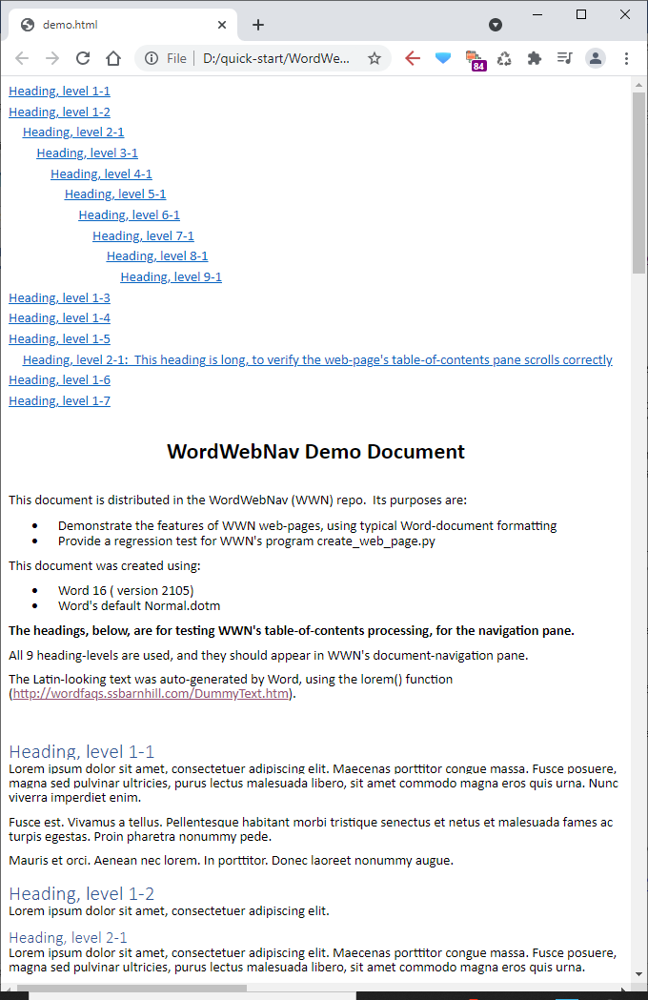 demo.html
File | D:/quick-start/WordWe...
84
Heading, level 1-1
Heading, level 1-2
Heading, level 2-1
Heading, level 3-1
Heading, level 4-1
Heading, level 5-1
Heading, level 6-1
Heading, level 7-1
Heading, level 8-1
Heading, level 9-1
Heading, level 1-3
Heading, level 1-4
Heading, level 1-5
Heading, level 2-1:  This heading is long, to verify the web-page's table-of-contents pane scrolls correctly
Heading, level 1-6
Heading, level 1-7
WordWebNav Demo Document
This document is distributed in the WordWebNav (WWN) repo.  Its purposes are:
• Demonstrate the features of WWN web-pages, using typical Word-document formatting
• Provide a regression test for WWN's program create_web_page.py
This document was created using:
• Word 16 ( version 2105)
• Word's default Normal.dotm
The headings, below, are for testing WWN's table-of-contents processing, for the navigation pane.
All 9 heading-levels are used, and they should appear in WWN's document-navigation pane.
The Latin-looking text was auto-generated by Word, using the lorem() function
(http://wordfaqs.ssbarnhill.com/DummyText.htm).
Heading, level 1-1
Lorem ipsum dolor sit amet, consectetuer adipiscing elit. Maecenas porttitor congue massa. Fusce posuere,
magna sed pulvinar ultricies, purus lectus malesuada libero, sit amet commodo magna eros quis urna. Nunc
viverra imperdiet enim.
Fusce est. Vivamus a tellus. Pellentesque habitant morbi tristique senectus et netus et malesuada fames ac
turpis egestas. Proin pharetra nonummy pede.
Mauris et orci. Aenean nec lorem. In porttitor. Donec laoreet nonummy augue.
Heading, level 1-2
Lorem ipsum dolor sit amet, consectetuer adipiscing elit.
Heading, level 2-1
Lorem ipsum dolor sit amet, consectetuer adipiscing elit. Maecenas porttitor congue massa. Fusce posuere,
magna sed pulvinar ultricies, purus lectus malesuada libero, sit amet commodo magna eros quis urna.